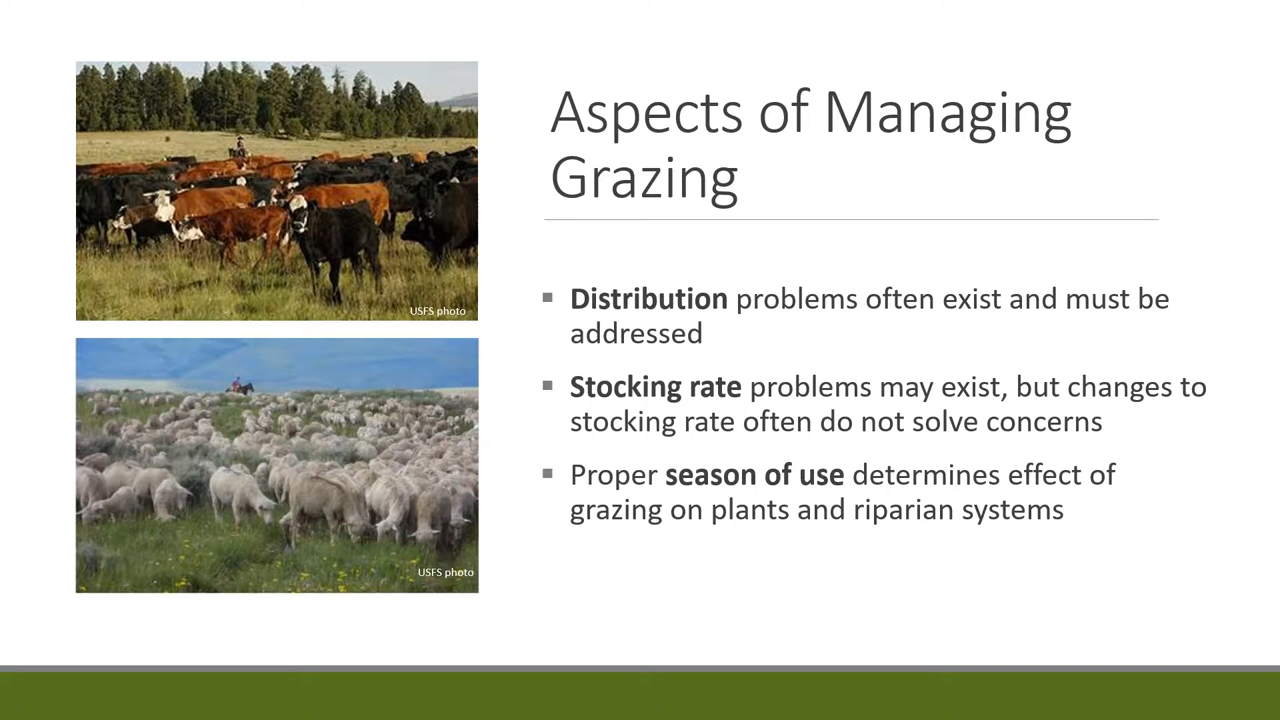 Aspects of Managing
Grazing
▪ Distribution problems often exist and must be
addressed
▪ Stocking rate problems may exist, but changes to
stocking rate often do not solve concerns
▪ Proper season of use determines effect of
grazing on plants and riparian systems
USFS photo
USFS photo